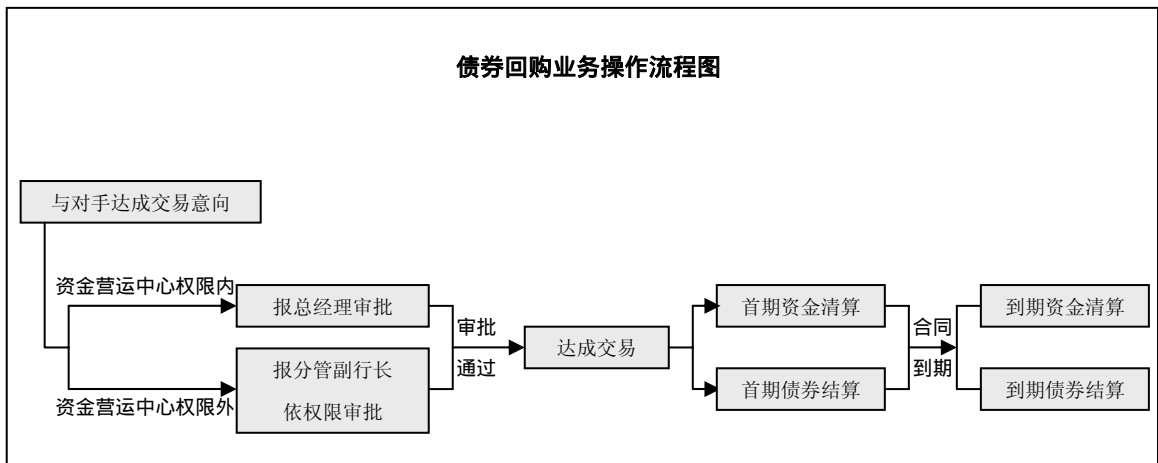 债券回购业务操作流程图
与对手达成交易意向
资金营运中心权限内
报总经理审批
资金营运中心权限外
报分管副行长
依权限审批
审批
通过
达成交易
首期资金清算
首期债券结算
合同
到期
到期资金清算
到期债券结算